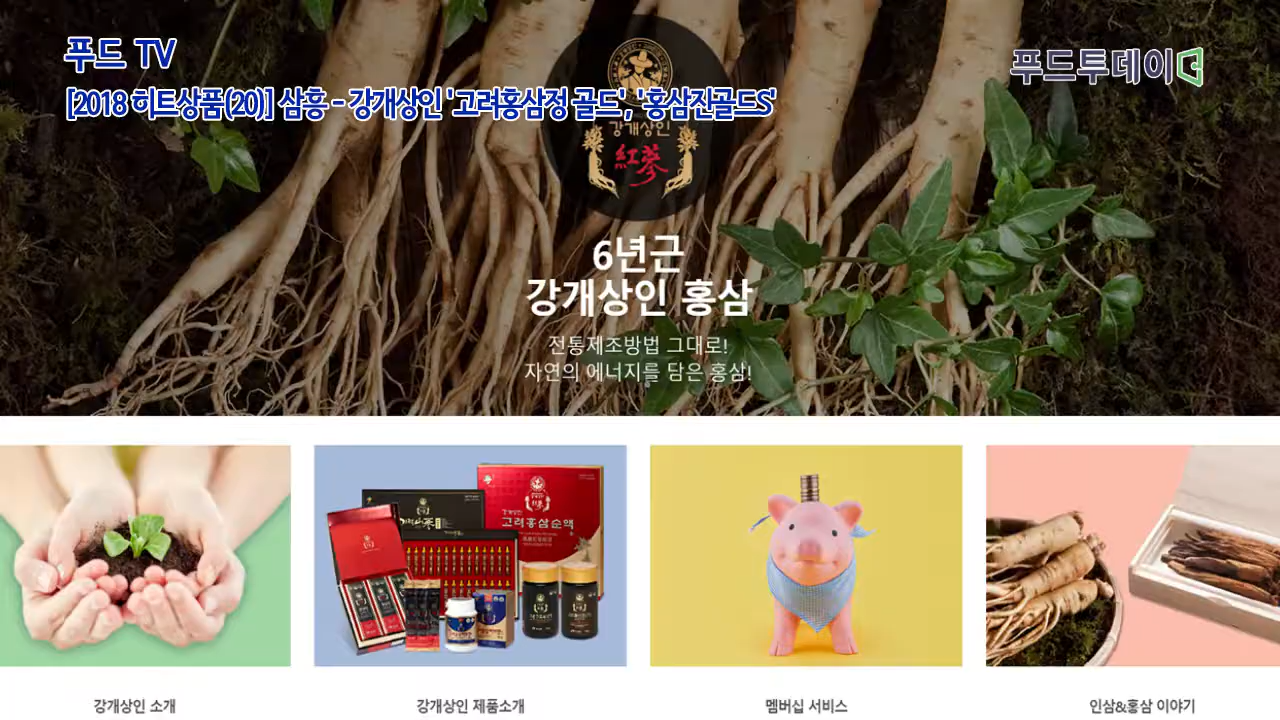 푸드 TV
푸드투데이
[2018 히트상품(20)] 삼흥 - 강개상인 '고려홍삼정 골드', '홍삼진골드S'
강개상인
紅蔘
6년근
강개상인 홍삼
전통제조방법 그대로!
자연의 에너지를 담은 홍삼!
강개상인
고려홍삼순액
강개상인 소개
강개상인 제품소개
멤버십 서비스
인삼&홍삼 이야기